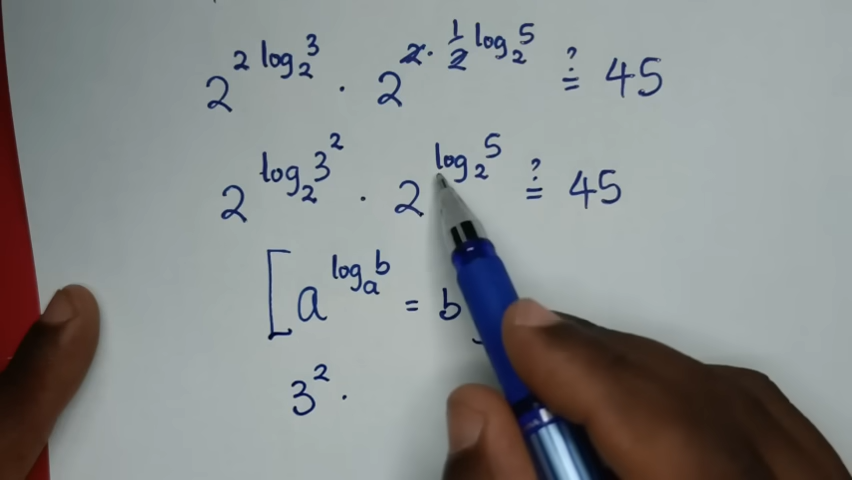 2^{2 log_2 3} · 2^{2 · 1/2 log_2 5} ≟ 45
2^{log_2 3^2} · 2^{log_2 5} ≟ 45
[a^{log_a b} = b
3^2 ·